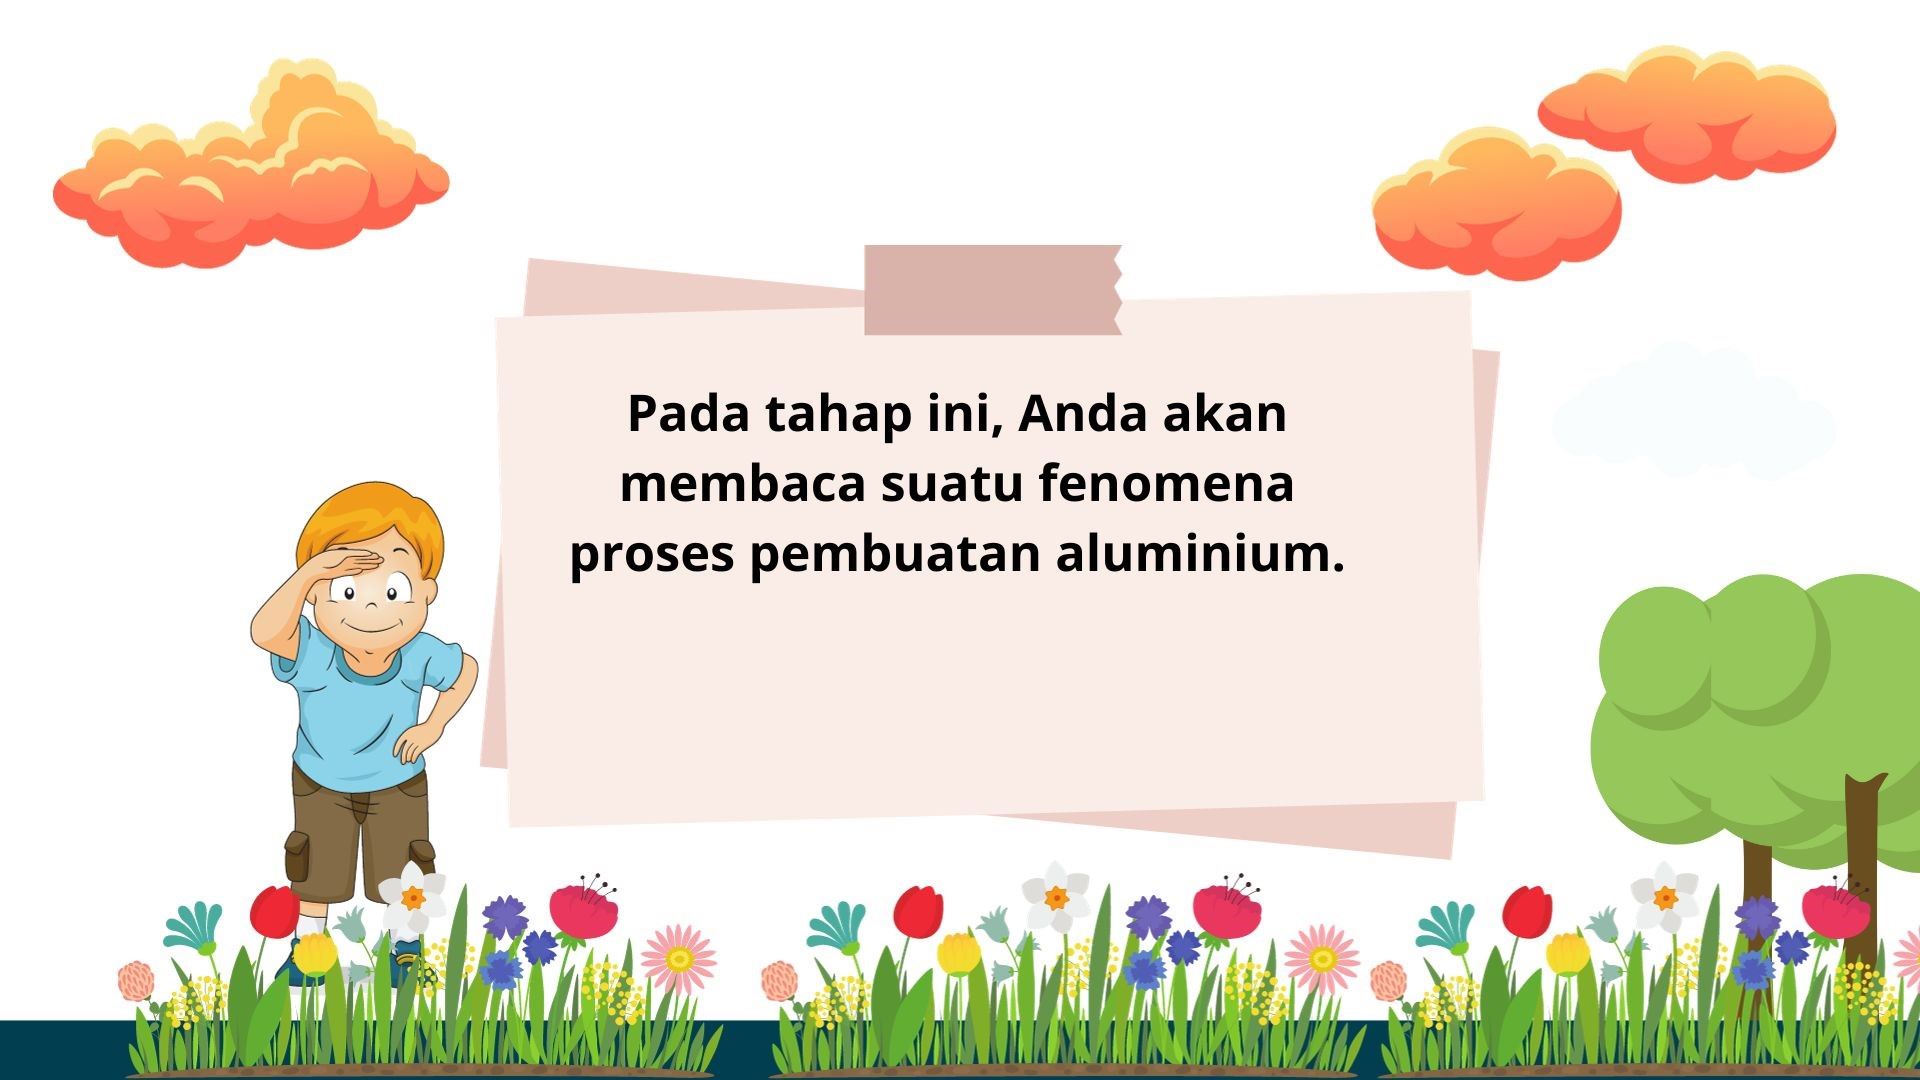 Pada tahap ini, Anda akan
membaca suatu fenomena
proses pembuatan aluminium.